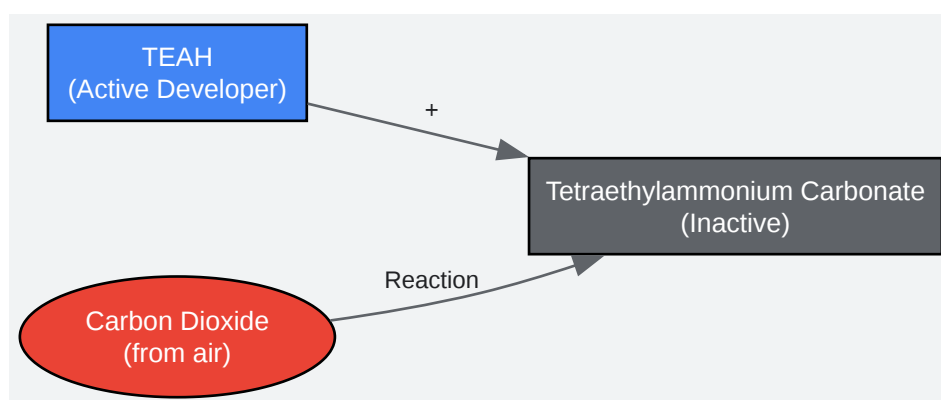 TEAH
(Active Developer)
+
Tetraethylammonium Carbonate
(Inactive)
Reaction
Carbon Dioxide
(from air)